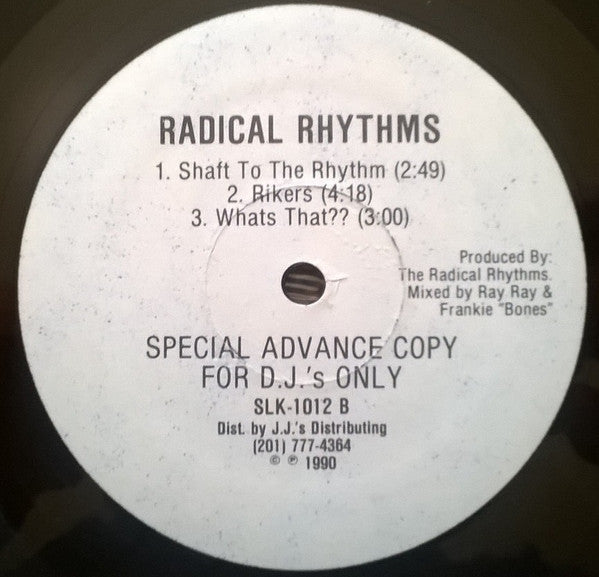 RADICAL RHYTHMS
1. Shaft To The Rhythm (2:49)
2. Rikers (4:18)
3. Whats That?? (3:00)
Produced By:
The Radical Rhythms.
Mixed by Ray Ray &
Frankie "Bones"
SPECIAL ADVANCE COPY
FOR D.J.'s ONLY
SLK-1012 B
Dist. by J.J.'s Distributing
(201) 777-4364
© ℗ 1990